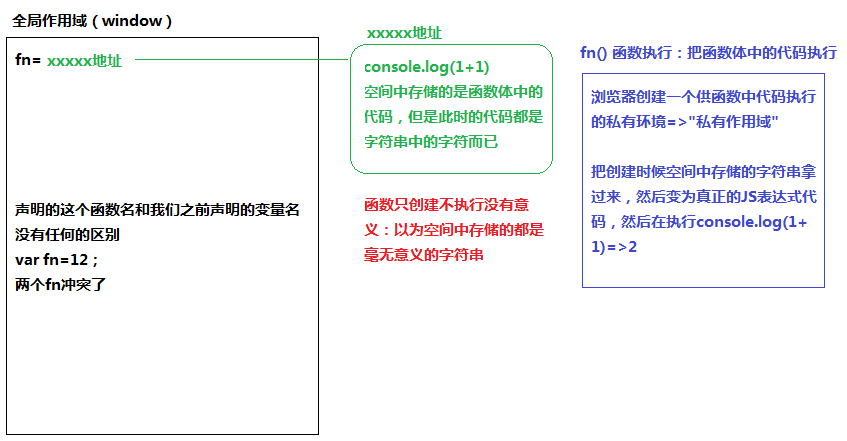 全局作用域（window）
fn= xxxxx地址
声明的这个函数名和我们之前声明的变量名
没有任何的区别
var fn=12；
两个fn冲突了
xxxxx地址
console.log(1+1)
空间中存储的是函数体中的
代码，但是此时的代码都是
字符串中的字符而已
函数只创建不执行没有意
义：以为空间中存储的都是
毫无意义的字符串
fn() 函数执行：把函数体中的代码执行
浏览器创建一个供函数中代码执行
的私有环境=>"私有作用域"
把创建时候空间中存储的字符串拿
过来，然后变为真正的JS表达式代
码，然后在执行console.log(1+
1)=>2